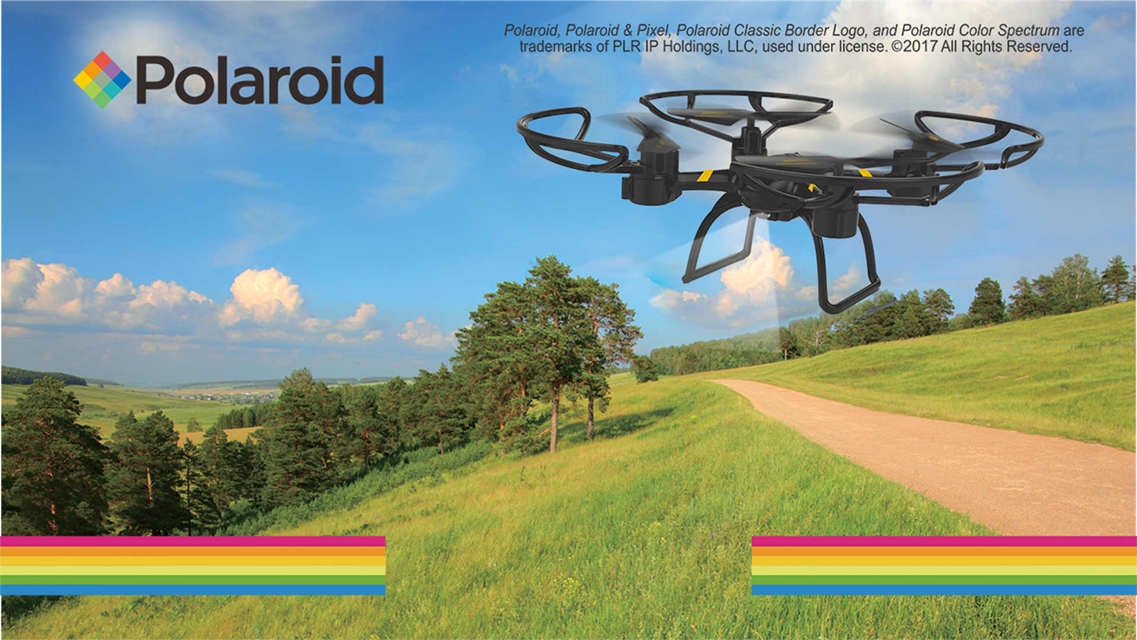 Polaroid, Polaroid & Pixel, Polaroid Classic Border Logo, and Polaroid Color Spectrum are
trademarks of PLR IP Holdings, LLC, used under license. ©2017 All Rights Reserved.
Polaroid